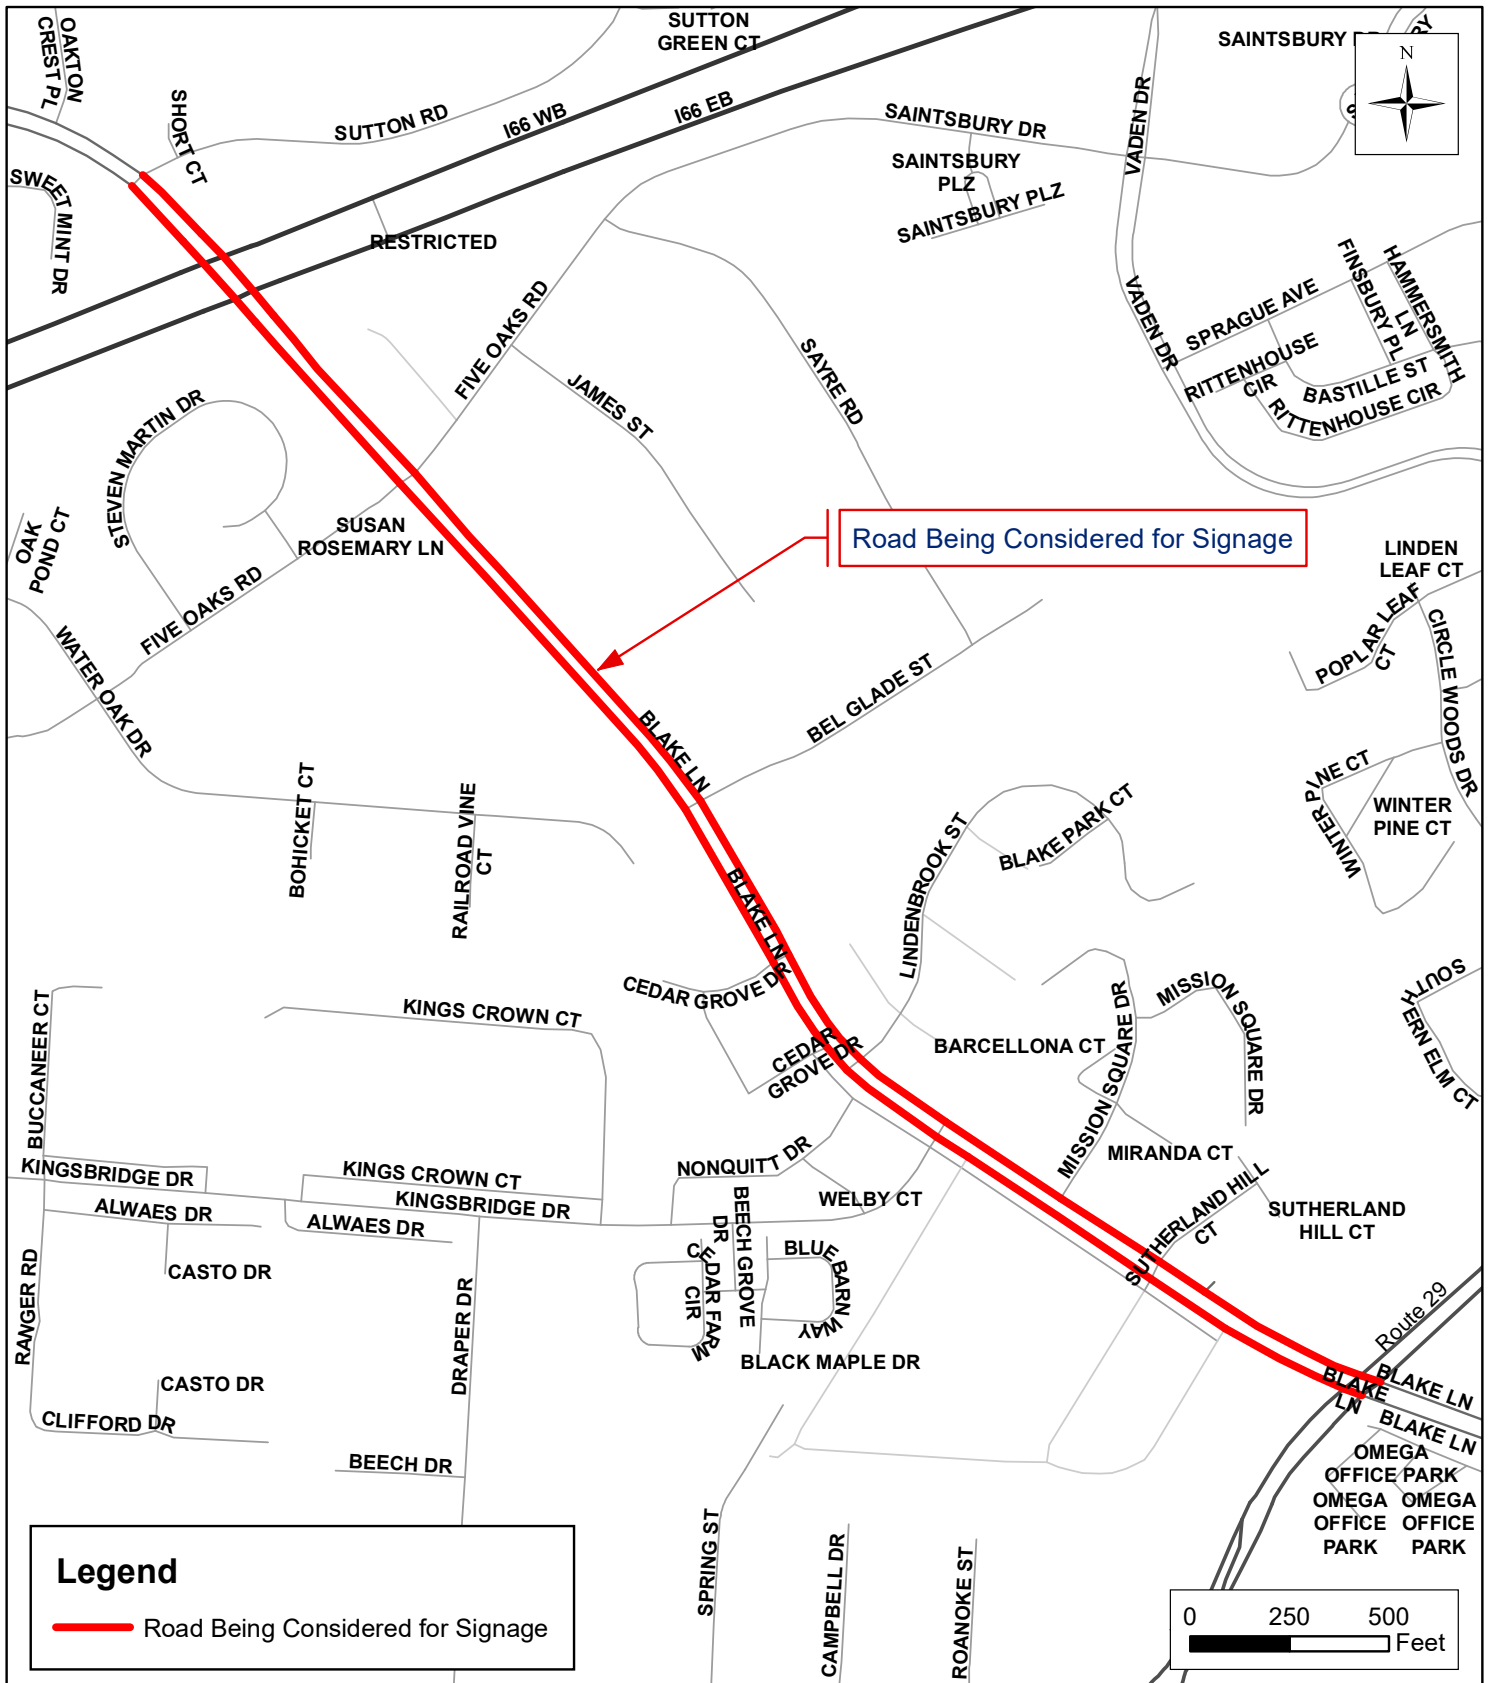 OAKTON
CREST PL
SUTTON
GREEN CT
SAINTSBURY DR
N
SHORT CT
SUTTON RD
I66 WB
I66 EB
SAINTSBURY DR
VADEN DR
SAINTSBURY
PLZ
SAINTSBURY PLZ
SWEET MINT DR
RESTRICTED
FIVE OAKS RD
JAMES ST
SAYRE RD
VADEN DR
SPRAGUE AVE
FINSBURY PL
HAMMERSMITH
LN
RITTENHOUSE
CIR
BASTILLE ST
RITTENHOUSE CIR
STEVEN MARTIN DR
OAK
POND CT
SUSAN
ROSEMARY LN
Road Being Considered for Signage
LINDEN
LEAF CT
FIVE OAKS RD
WATER OAK DR
POPLAR LEAF
CT
CIRCLE WOODS DR
BEL GLADE ST
BLAKE LN
BOHICKET CT
RAILROAD VINE
CT
WINTER PINE CT
WINTER
PINE CT
WINTER
BLAKE PARK CT
LINDENBROOK ST
BLAKE LN
CEDAR GROVE DR
KINGS CROWN CT
BUCCANEER CT
CEDAR
GROVE DR
BARCELLONA CT
MISSION SQUARE DR
MISSION SQUARE DR
SOUTHERN ELM CT
MIRANDA CT
NONQUITT DR
KINGSBRIDGE DR
KINGS CROWN CT
KINGSBRIDGE DR
WELBY CT
ALWAES DR
ALWAES DR
BEECH GROVE
DR
SUTHERLAND HILL
CT
SUTHERLAND
HILL CT
CASTO DR
RANGER RD
DRAPER DR
CEDAR FARM
CIR
BLUE BARN WAY
BLACK MAPLE DR
Route 29
CASTO DR
CLIFFORD DR
BEECH DR
BLAKE
LN
BLAKE LN
BLAKE LN
OMEGA
OFFICE PARK
OMEGA
OFFICE
PARK
OMEGA
OFFICE
PARK
SPRING ST
CAMPBELL DR
ROANOKE ST
Legend
Road Being Considered for Signage
0 250 500
Feet